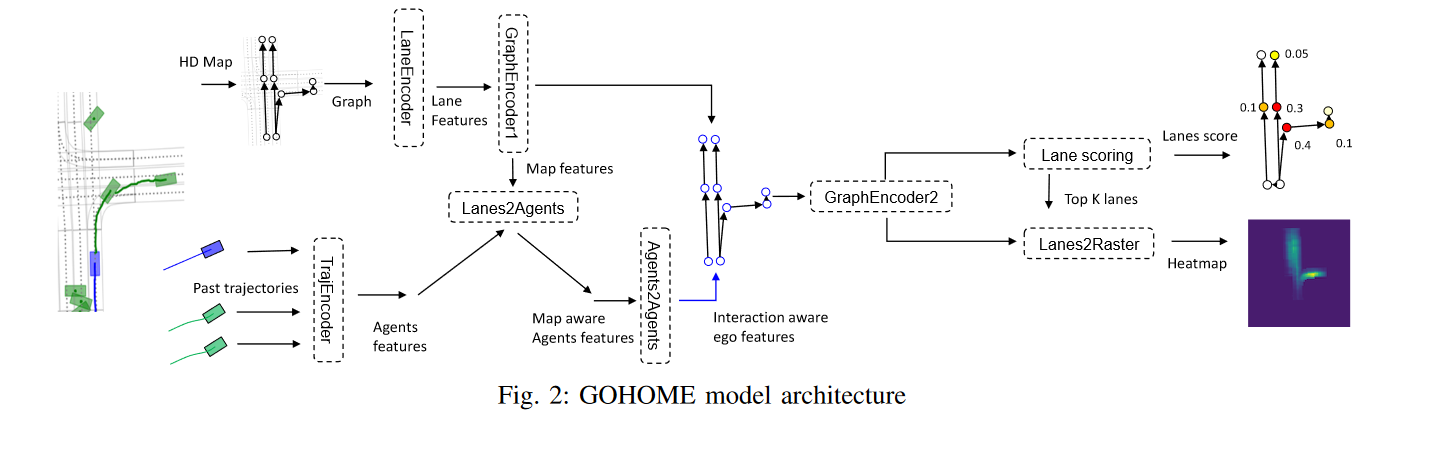 HD Map
Graph
LaneEncoder
Lane
Features
GraphEncoder1
Map features
Lanes2Agents
Past trajectories
TrajEncoder
Agents
features
Map aware
Agents features
Agents2Agents
Interaction aware
ego features
GraphEncoder2
Lane scoring
Top K lanes
Lanes2Raster
Lanes score
Heatmap
0.05
0.1
0.3
0.4
0.1
Fig. 2: GOHOME model architecture